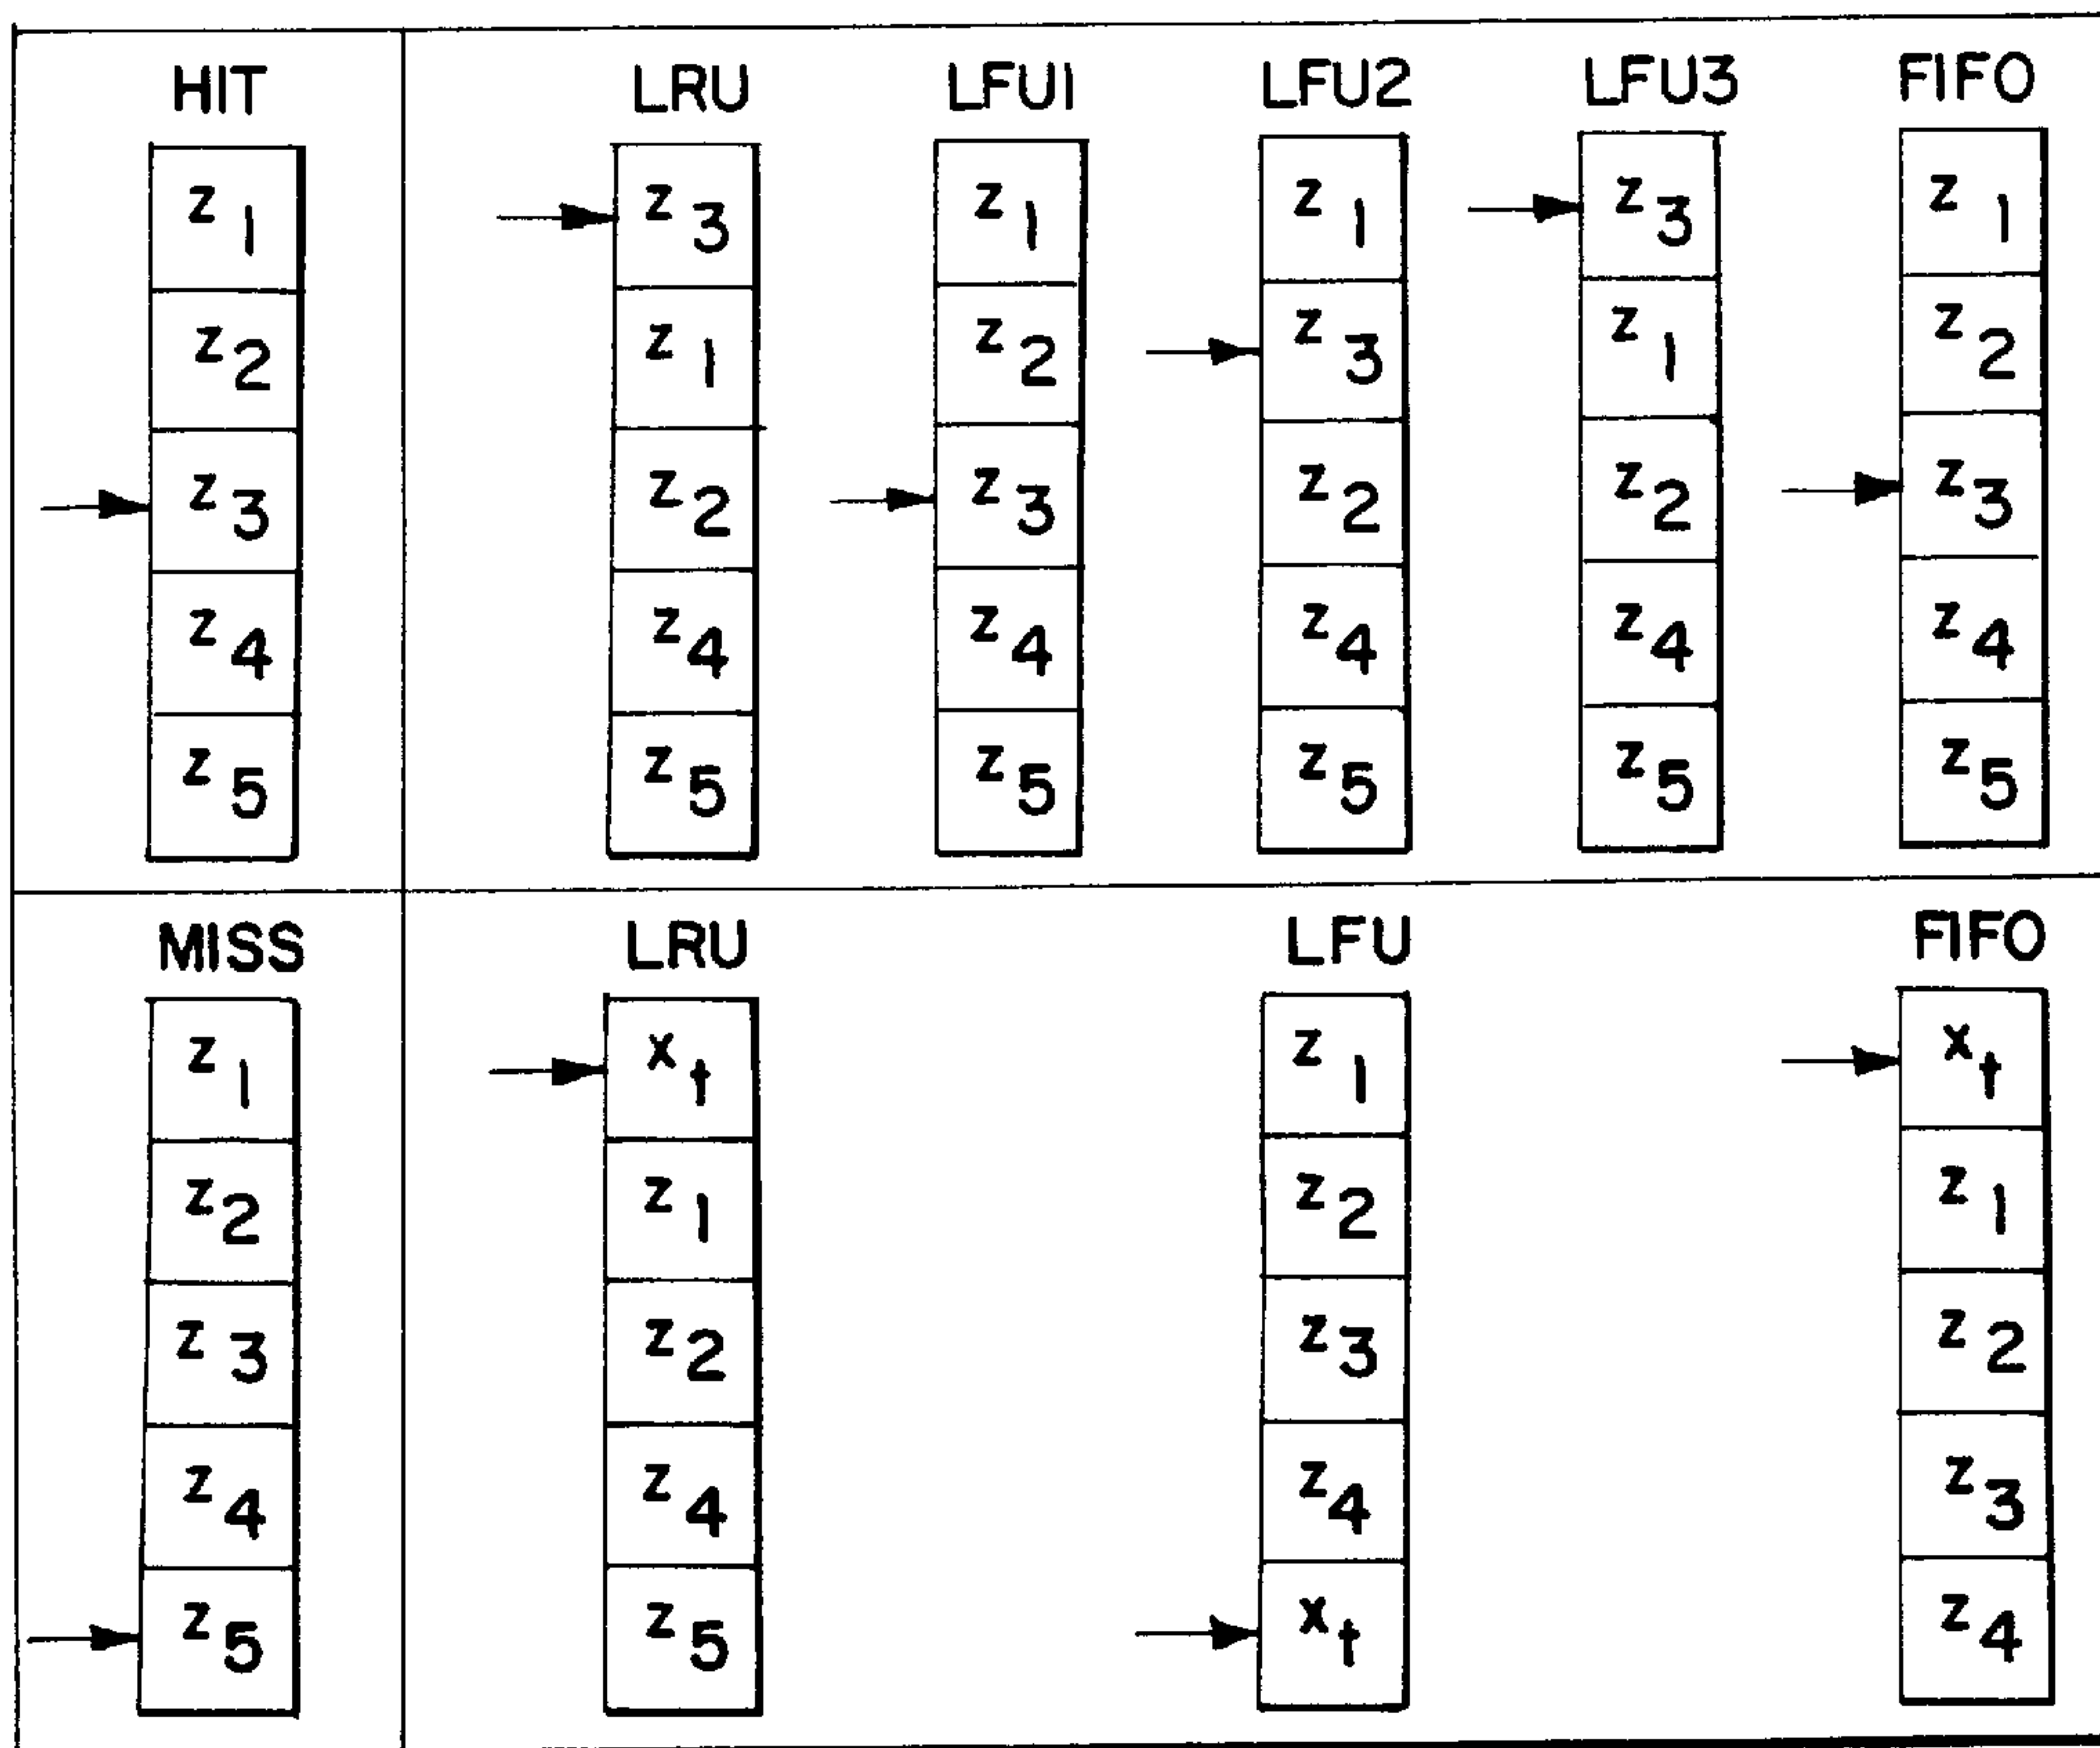 HIT LRU LFU1 LFU2 LFU3 FIFO
z1 z3 z1 z1 z3 z1
z2 z1 z2 z3 z1 z2
z3 z2 z3 z2 z2 z3
z4 z4 z4 z4 z4 z4
z5 z5 z5 z5 z5 z5
MISS LRU LFU FIFO
z1 xt z1 xt
z2 z1 z2 z1
z3 z2 z3 z2
z4 z4 z4 z3
z5 z5 xt z4